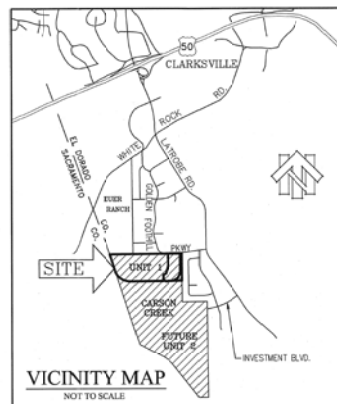 50
CLARKSVILLE
EL DORADO CO.
SACRAMENTO CO.
WHITE ROCK RD.
LATROBE RD.
GOLDEN FOOTHILL PKWY
EUER
RANCH
SITE
UNIT 1
CARSON
CREEK
FUTURE
UNIT 2
INVESTMENT BLVD.
VICINITY MAP
NOT TO SCALE